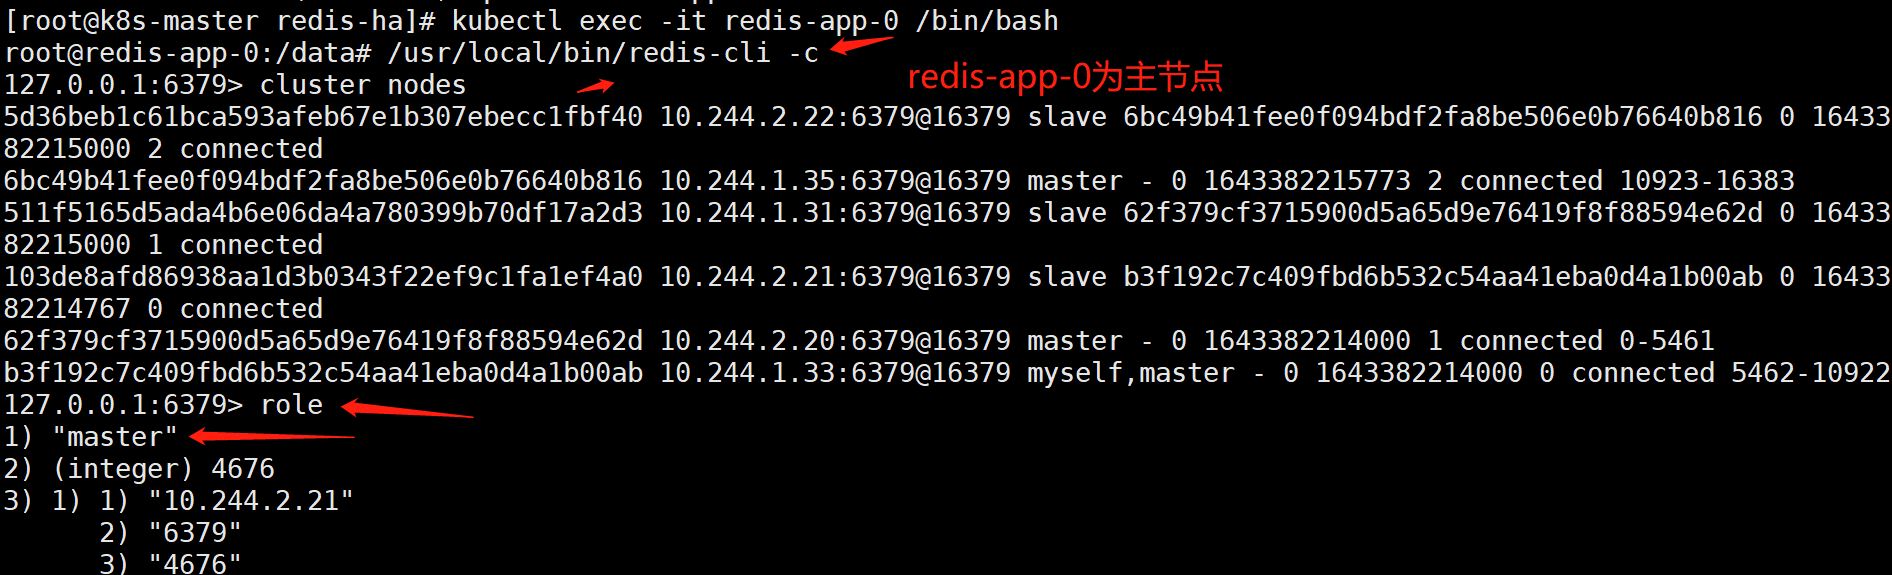 [root@k8s-master redis-ha]# kubectl exec -it redis-app-0 /bin/bash
root@redis-app-0:/data# /usr/local/bin/redis-cli -c
127.0.0.1:6379> cluster nodes
redis-app-0为主节点
5d36beb1c61bca593afeb67e1b307ebecc1fbf40 10.244.2.22:6379@16379 slave 6bc49b41fee0f094bdf2fa8be506e0b76640b816 0 16433
82215000 2 connected
6bc49b41fee0f094bdf2fa8be506e0b76640b816 10.244.1.35:6379@16379 master - 0 1643382215773 2 connected 10923-16383
511f5165d5ada4b6e06da4a780399b70df17a2d3 10.244.1.31:6379@16379 slave 62f379cf3715900d5a65d9e76419f8f88594e62d 0 16433
82215000 1 connected
103de8afd86938aa1d3b0343f22ef9c1fa1ef4a0 10.244.2.21:6379@16379 slave b3f192c7c409fbd6b532c54aa41eba0d4a1b00ab 0 16433
82214767 0 connected
62f379cf3715900d5a65d9e76419f8f88594e62d 10.244.2.20:6379@16379 master - 0 1643382214000 1 connected 0-5461
b3f192c7c409fbd6b532c54aa41eba0d4a1b00ab 10.244.1.33:6379@16379 myself,master - 0 1643382214000 0 connected 5462-10922
127.0.0.1:6379> role
1) "master"
2) (integer) 4676
3) 1) 1) "10.244.2.21"
2) "6379"
3) "4676"